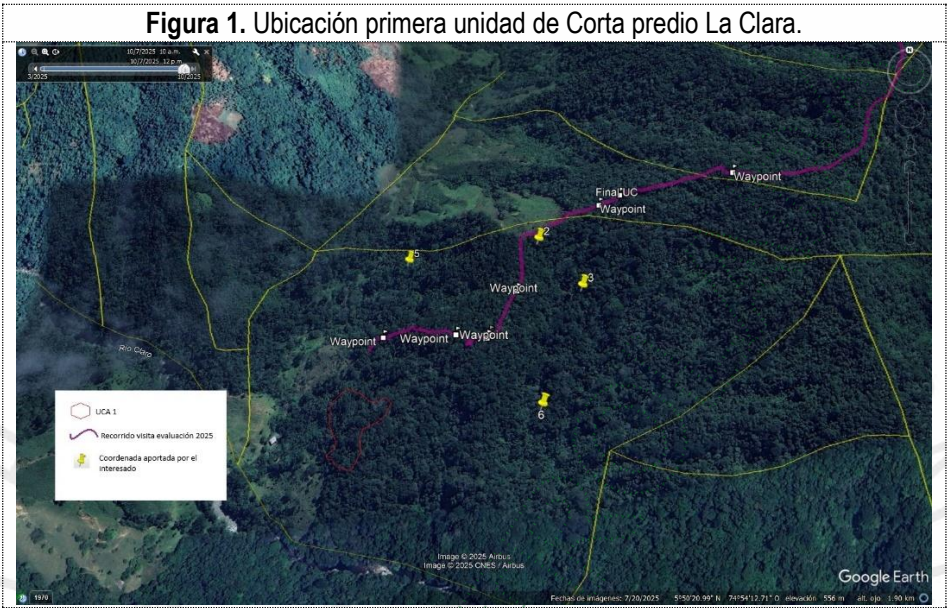 Figura 1. Ubicación primera unidad de Corta predio La Clara.
10/7/2025 10 a.m.
10/7/2025 12 p.m.
3/2025
10/2025
N
Waypoint
Final UC
Waypoint
2
5
3
Waypoint
Waypoint
Waypoint
Waypoint
Rio Claro
6
UCA 1
Recorrido visita evaluación 2025
Coordenada aportada por el
interesado
Image © 2025 Airbus
Image © 2025 CNES / Airbus
Google Earth
1970
Fechas de imágenes: 7/20/2025 5°50'20.99" N 74°54'12.71" O elevación 556 m alt. ojo 1.90 km